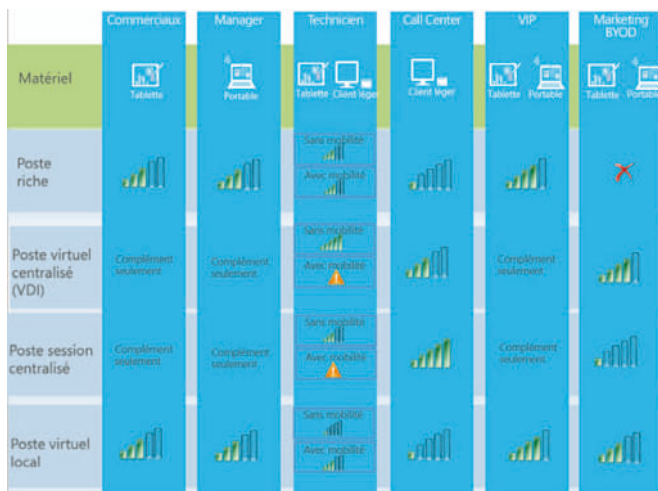 Commerciaux Manager Technicien Call Center VIP Marketing
BYOD
Matériel
Tablette Portable Tablette Client léger Client léger Tablette Portable Tablette Portable
Sans mobilité
Poste
riche
Avec mobilité
Sans mobilité
Poste virtuel
centralisé
(VDI)
Complément
seulement
Complément
seulement
Avec mobilité
Complément
seulement
Sans mobilité
Poste session
centralisé
Complément
seulement
Complément
seulement
Avec mobilité
Complément
seulement
Sans mobilité
Poste virtuel
local
Avec mobilité